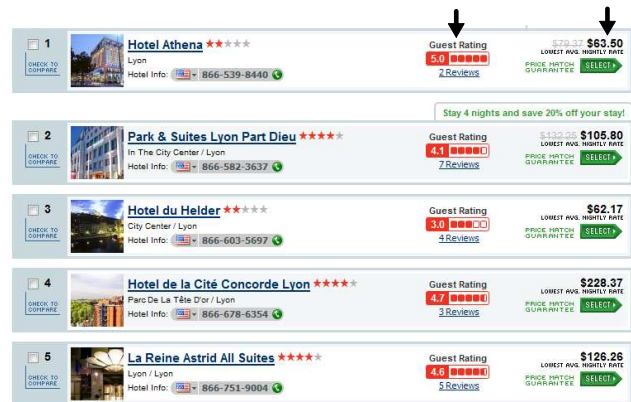 1
CHECK TO COMPARE
Hotel Athena
Lyon
Hotel Info: 866-539-8440
Guest Rating
5.0
2 Reviews
$79.37 $63.50
LOWEST AVG. NIGHTLY RATE
PRICE MATCH GUARANTEE
SELECT
Stay 4 nights and save 20% off your stay!
2
CHECK TO COMPARE
Park & Suites Lyon Part Dieu
In The City Center / Lyon
Hotel Info: 866-582-3637
Guest Rating
4.1
7 Reviews
$132.25 $105.80
LOWEST AVG. NIGHTLY RATE
PRICE MATCH GUARANTEE
SELECT
3
CHECK TO COMPARE
Hotel du Helder
City Center / Lyon
Hotel Info: 866-603-5697
Guest Rating
3.0
4 Reviews
$62.17
LOWEST AVG. NIGHTLY RATE
PRICE MATCH GUARANTEE
SELECT
4
CHECK TO COMPARE
Hotel de la Cité Concorde Lyon
Parc De La Tête D'or / Lyon
Hotel Info: 866-678-6354
Guest Rating
4.7
3 Reviews
$228.37
LOWEST AVG. NIGHTLY RATE
PRICE MATCH GUARANTEE
SELECT
5
CHECK TO COMPARE
La Reine Astrid All Suites
Lyon / Lyon
Hotel Info: 866-751-9004
Guest Rating
4.6
5 Reviews
$126.26
LOWEST AVG. NIGHTLY RATE
PRICE MATCH GUARANTEE
SELECT